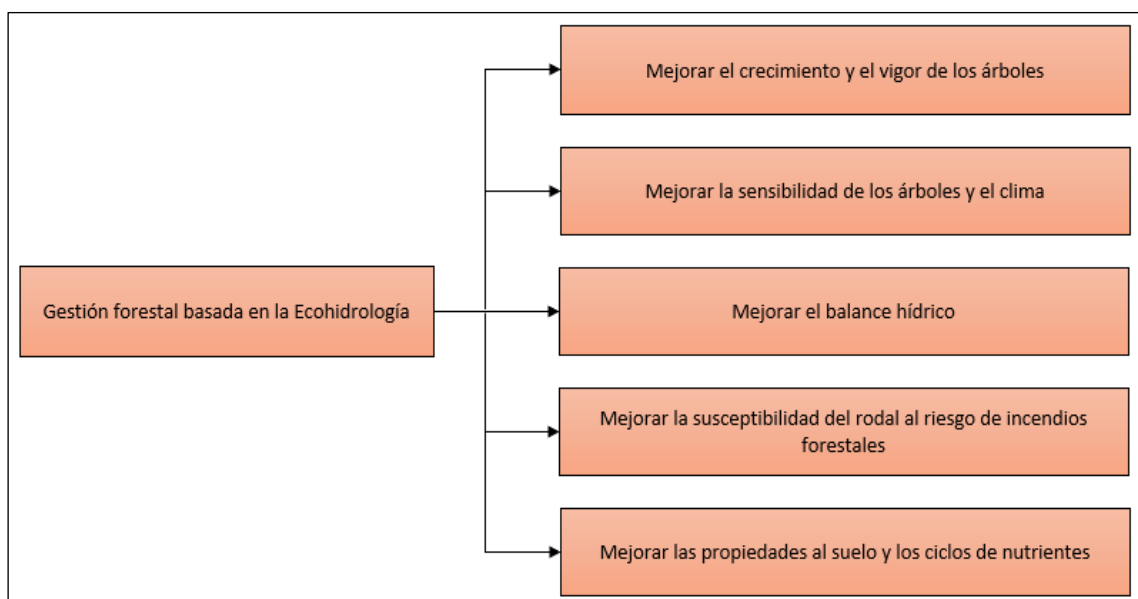 Mejorar el crecimiento y el vigor de los árboles
Mejorar la sensibilidad de los árboles y el clima
Gestión forestal basada en la Ecohidrología
Mejorar el balance hídrico
Mejorar la susceptibilidad del rodal al riesgo de incendios
forestales
Mejorar las propiedades al suelo y los ciclos de nutrientes